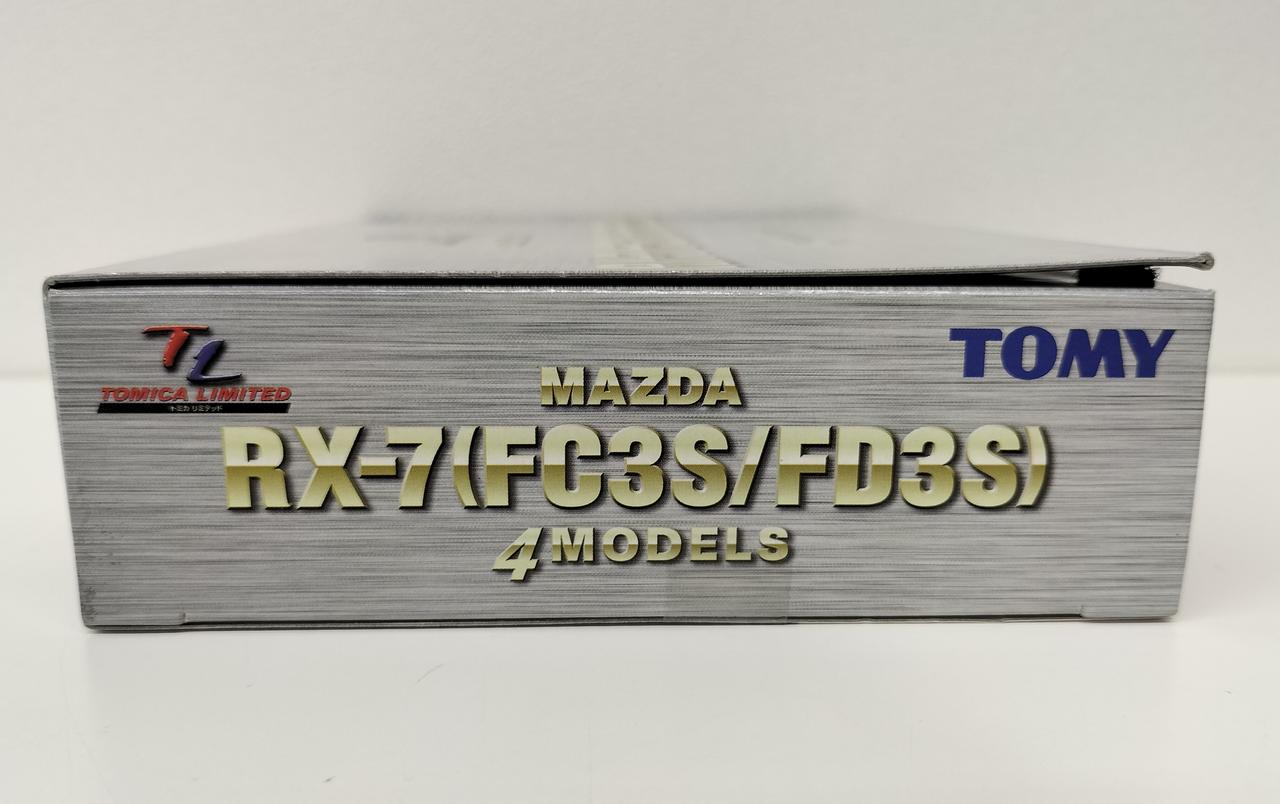 TL
TOMICA LIMITED
トミカ リミテッド
TOMY
MAZDA
RX-7(FC3S/FD3S)
4 MODELS